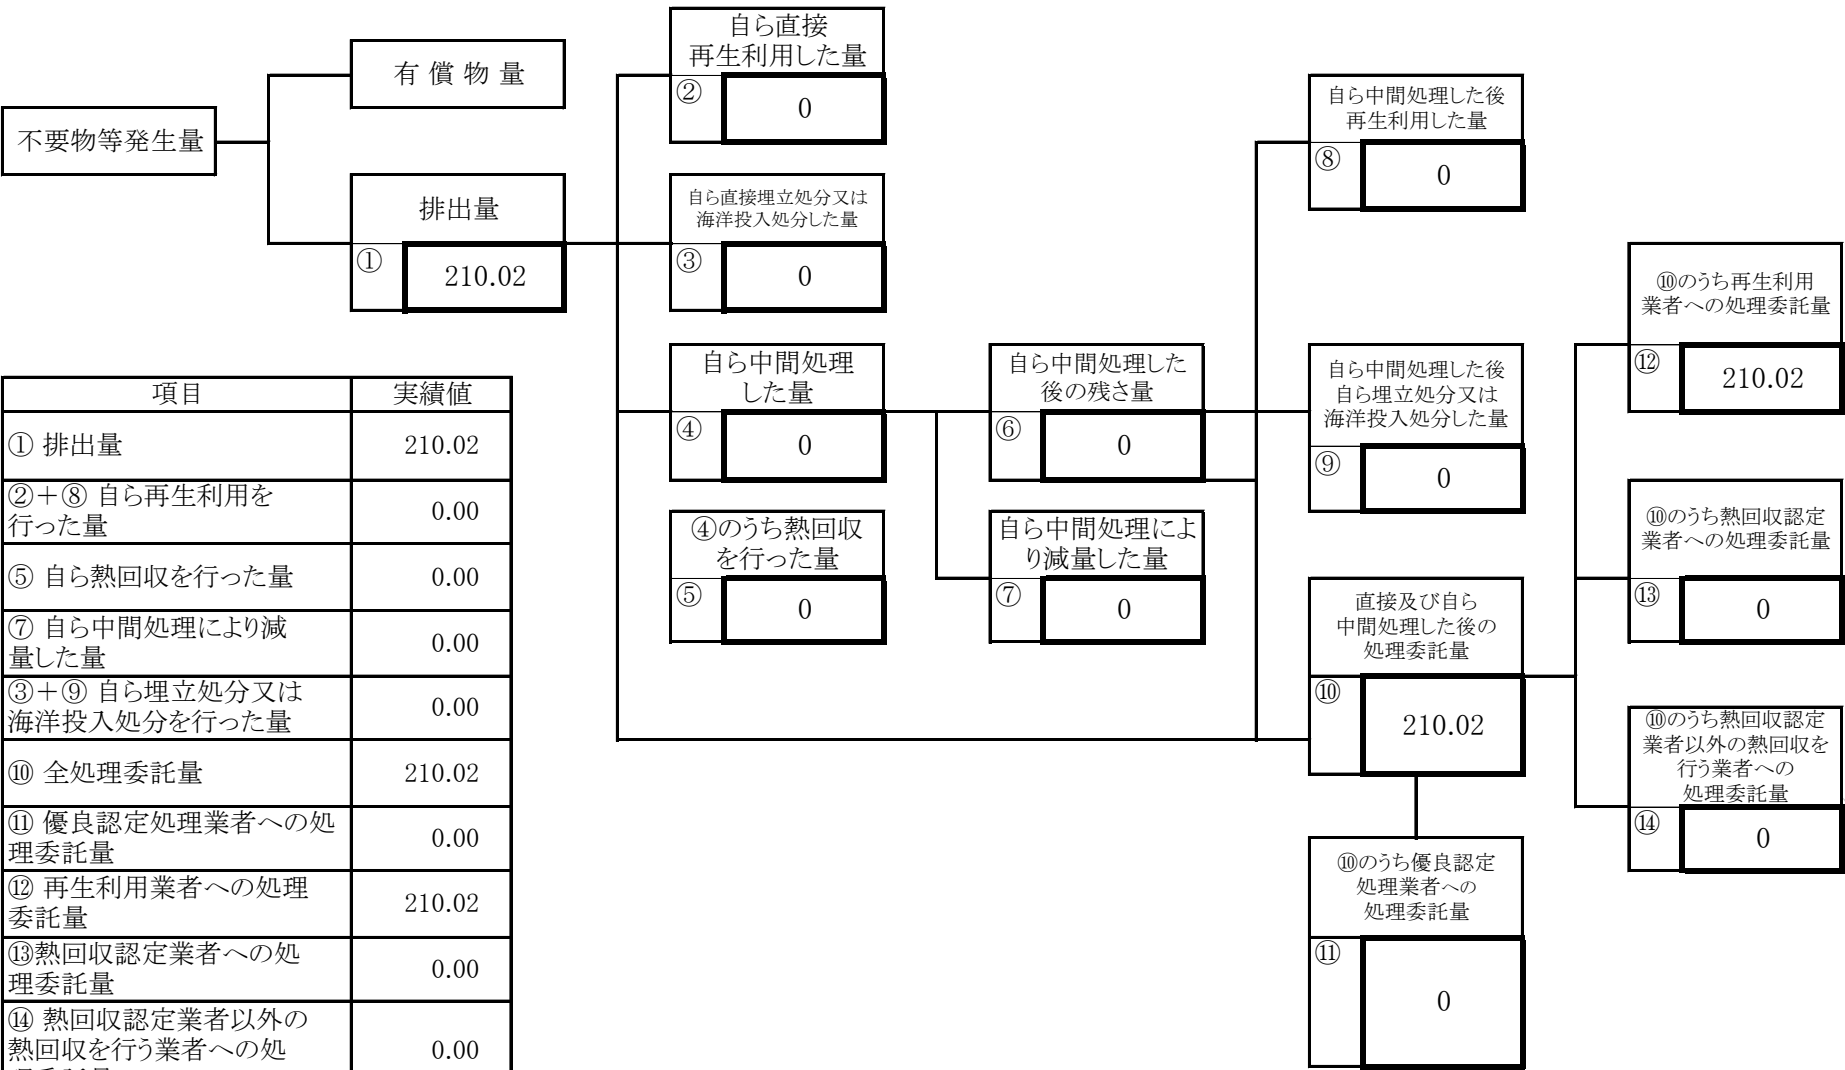 自ら直接
再生利用した量
②
0
有 償 物 量
不要物等発生量
排出量
①
210.02
自ら直接埋立処分又は
海洋投入処分した量
③
0
自ら中間処理した後
再生利用した量
⑧
0
自ら中間処理
した量
④
0
自ら中間処理した
後の残さ量
⑥
0
自ら中間処理した後
自ら埋立処分又は
海洋投入処分した量
⑨
0
⑩のうち再生利用
業者への処理委託量
⑫
210.02
④のうち熱回収
を行った量
⑤
0
自ら中間処理によ
り減量した量
⑦
0
⑩のうち熱回収認定
業者への処理委託量
⑬
0
直接及び自ら
中間処理した後の
処理委託量
⑩
210.02
⑩のうち熱回収認定
業者以外の熱回収を
行う業者への
処理委託量
⑭
0
⑩のうち優良認定
処理業者への
処理委託量
⑪
0
項目 実績値
① 排出量 210.02
②＋⑧ 自ら再生利用を
行った量 0.00
⑤ 自ら熱回収を行った量 0.00
⑦ 自ら中間処理により減
量した量 0.00
③＋⑨ 自ら埋立処分又は
海洋投入処分を行った量 0.00
⑩ 全処理委託量 210.02
⑪ 優良認定処理業者への処
理委託量 0.00
⑫ 再生利用業者への処理
委託量 210.02
⑬熱回収認定業者への処
理委託量 0.00
⑭ 熱回収認定業者以外の
熱回収を行う業者への処 0.00